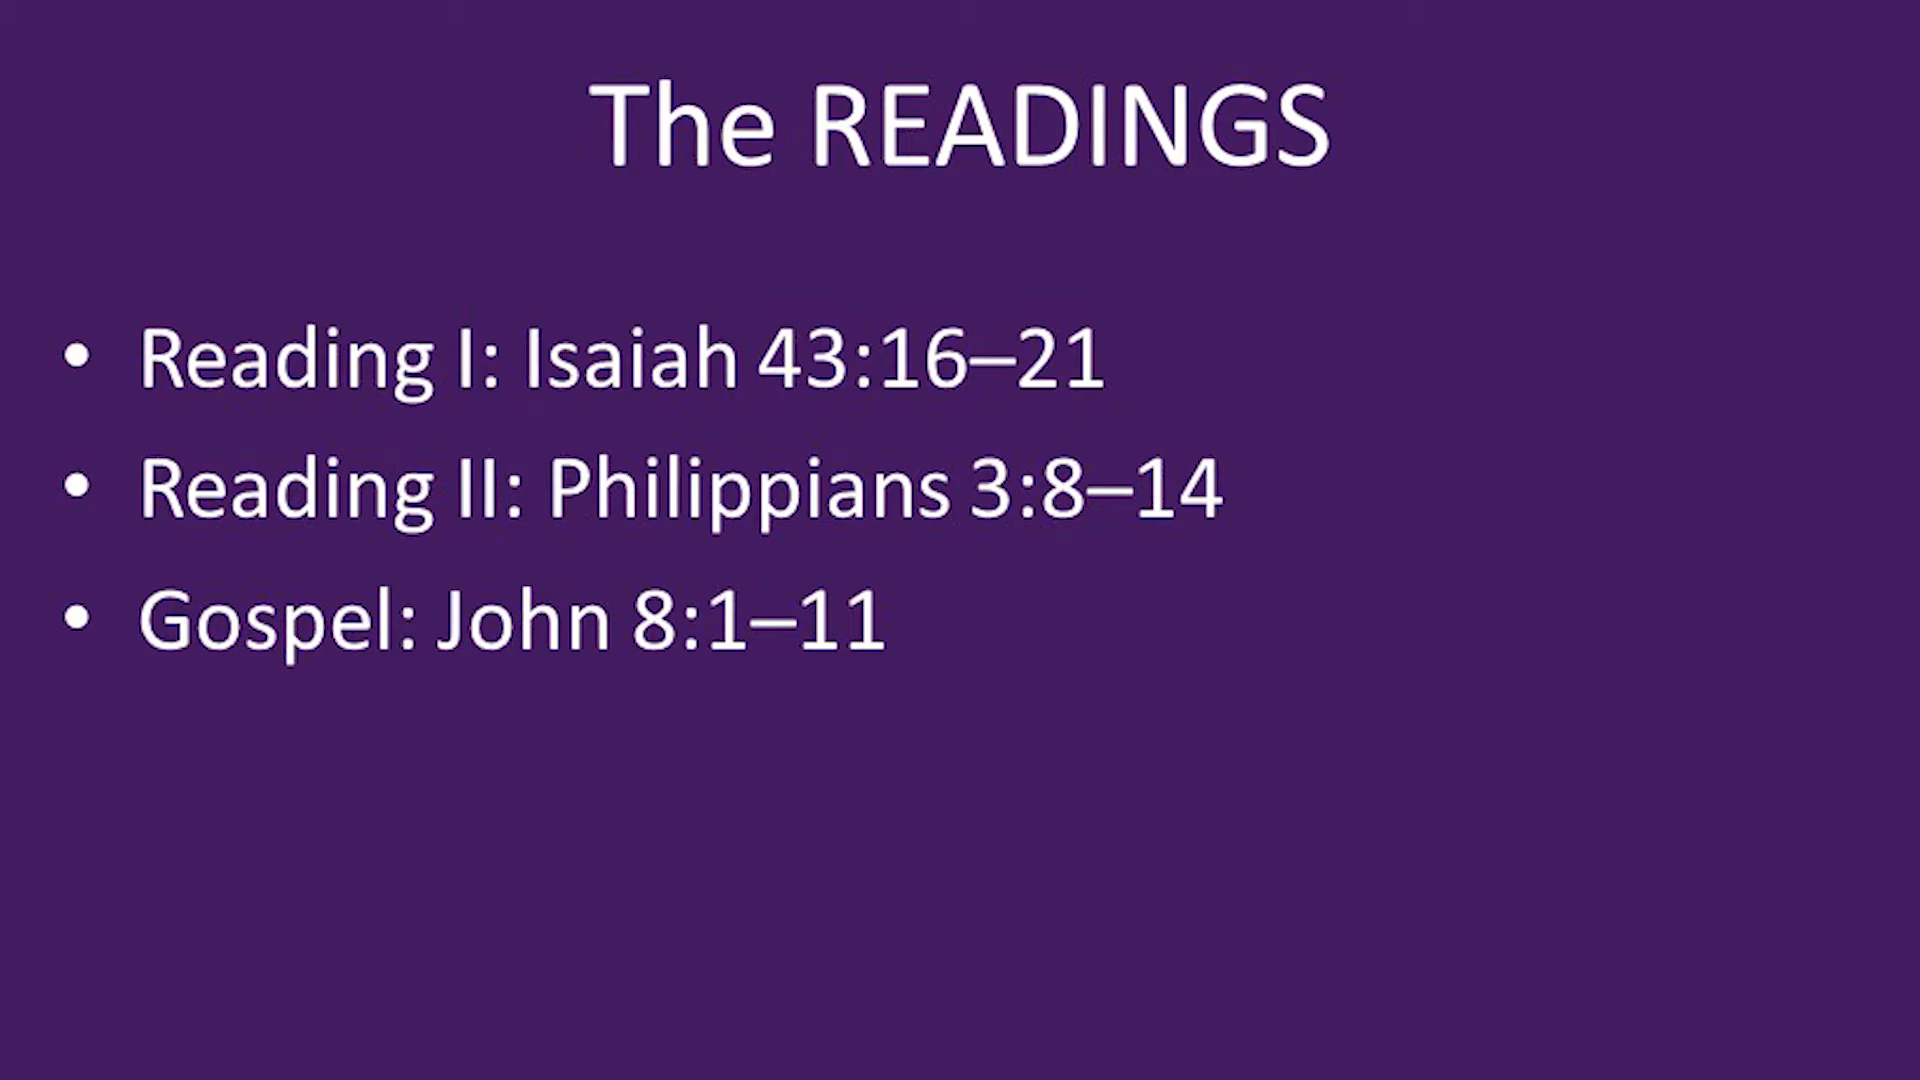 The READINGS
• Reading I: Isaiah 43:16–21
• Reading II: Philippians 3:8–14
• Gospel: John 8:1–11